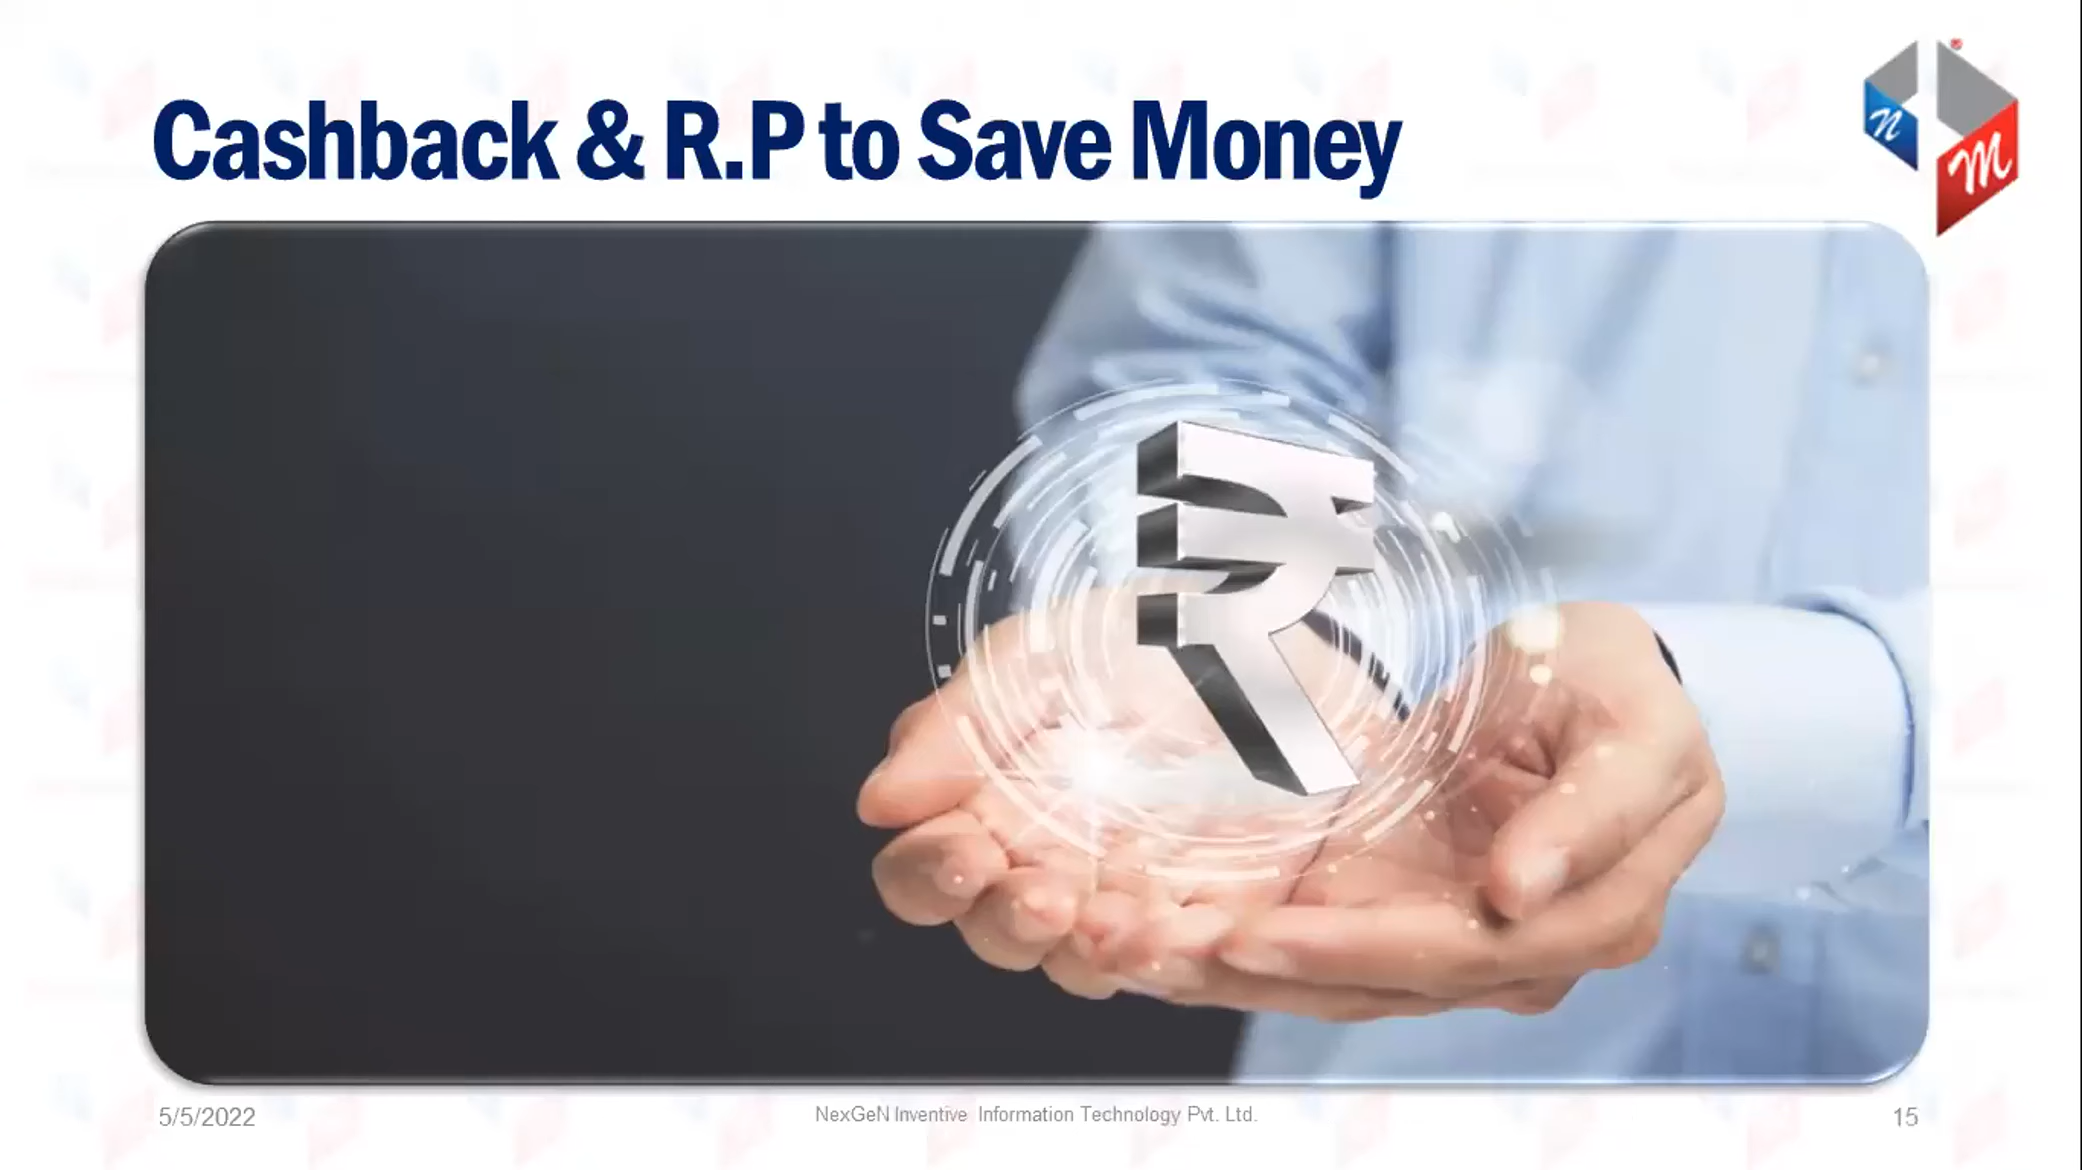 Cashback & R.P to Save Money
n
m
₹
5/5/2022
NexGeN Inventive Information Technology Pvt. Ltd.
15